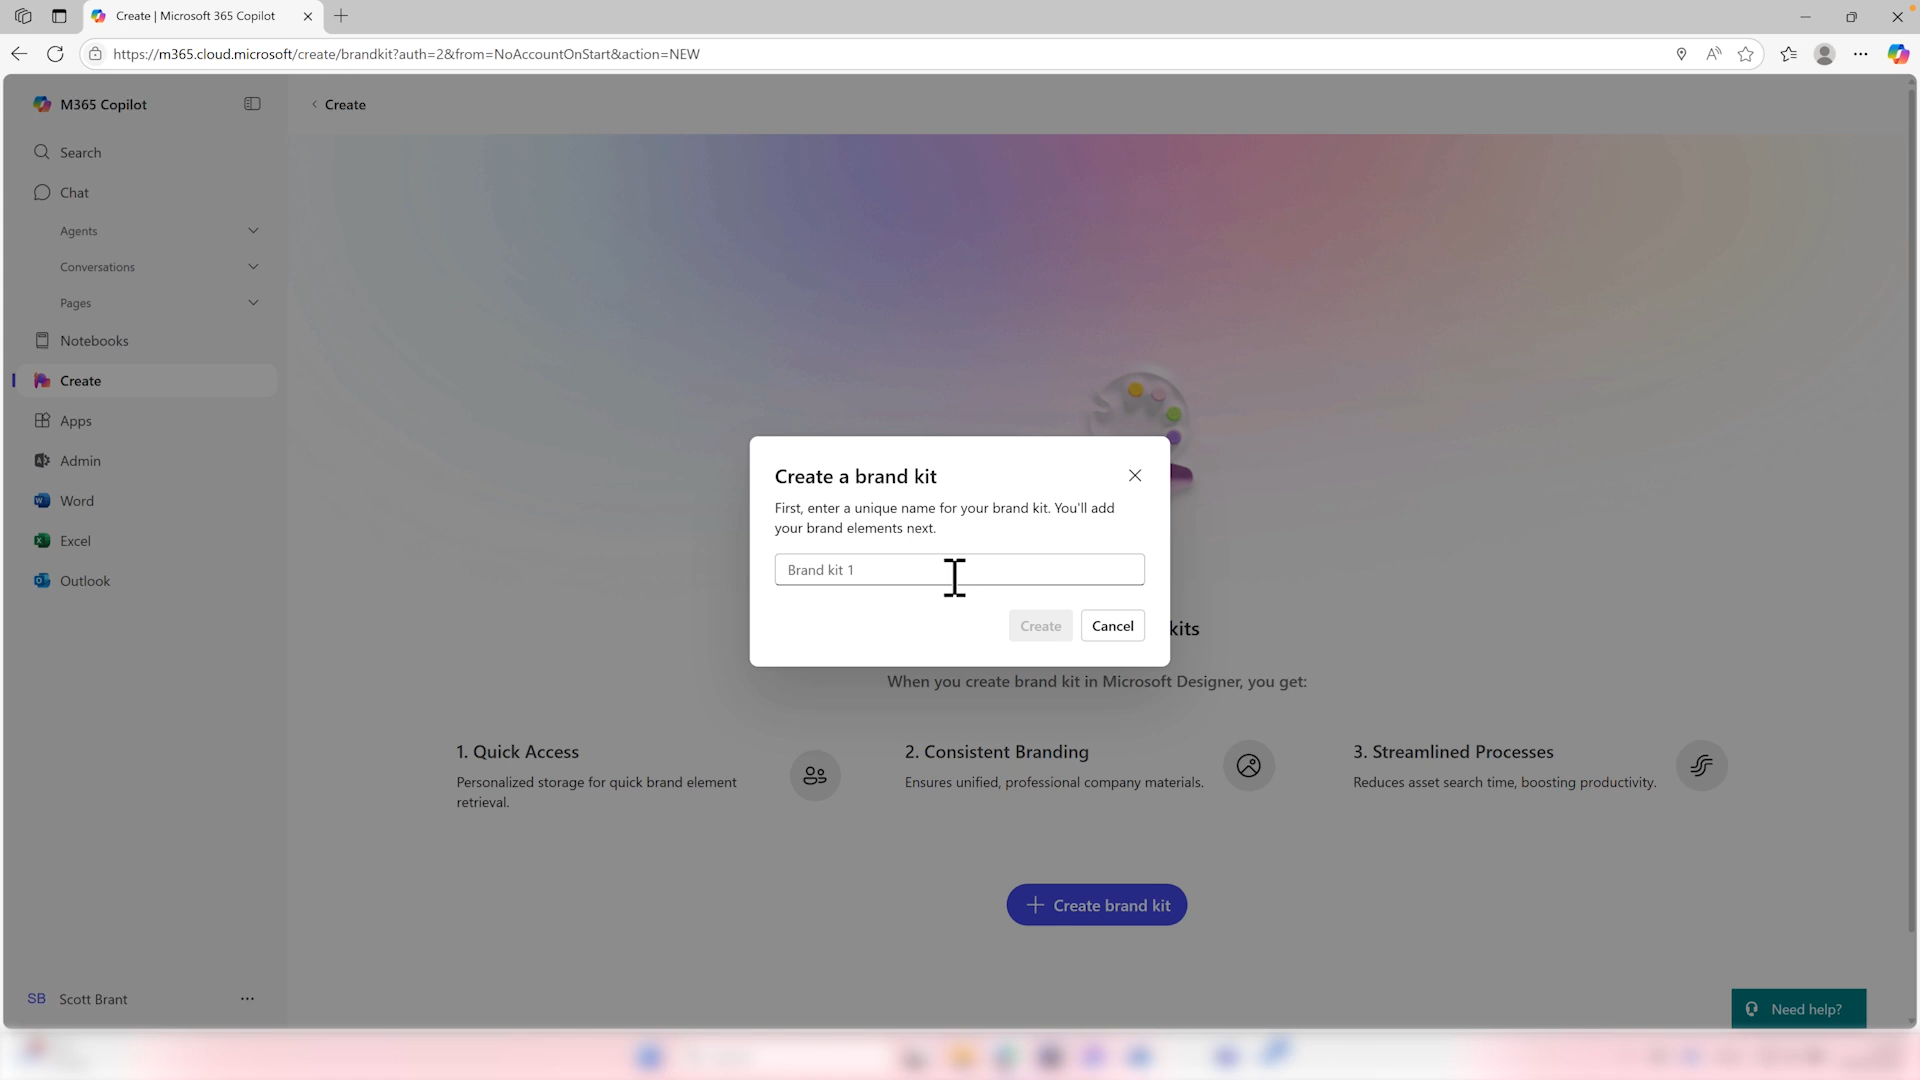 Create | Microsoft 365 Copilot
https://m365.cloud.microsoft/create/brandkit?auth=2&from=NoAccountOnStart&action=NEW
M365 Copilot
Search
Chat
Agents
Conversations
Pages
Notebooks
Create
Apps
Admin
Word
Excel
Outlook
SB Scott Brant
Create
Create a brand kit
First, enter a unique name for your brand kit. You'll add
your brand elements next.
Brand kit 1
Create
Cancel
kits
When you create brand kit in Microsoft Designer, you get:
1. Quick Access
Personalized storage for quick brand element
retrieval.
2. Consistent Branding
Ensures unified, professional company materials.
3. Streamlined Processes
Reduces asset search time, boosting productivity.
Create brand kit
Need help?